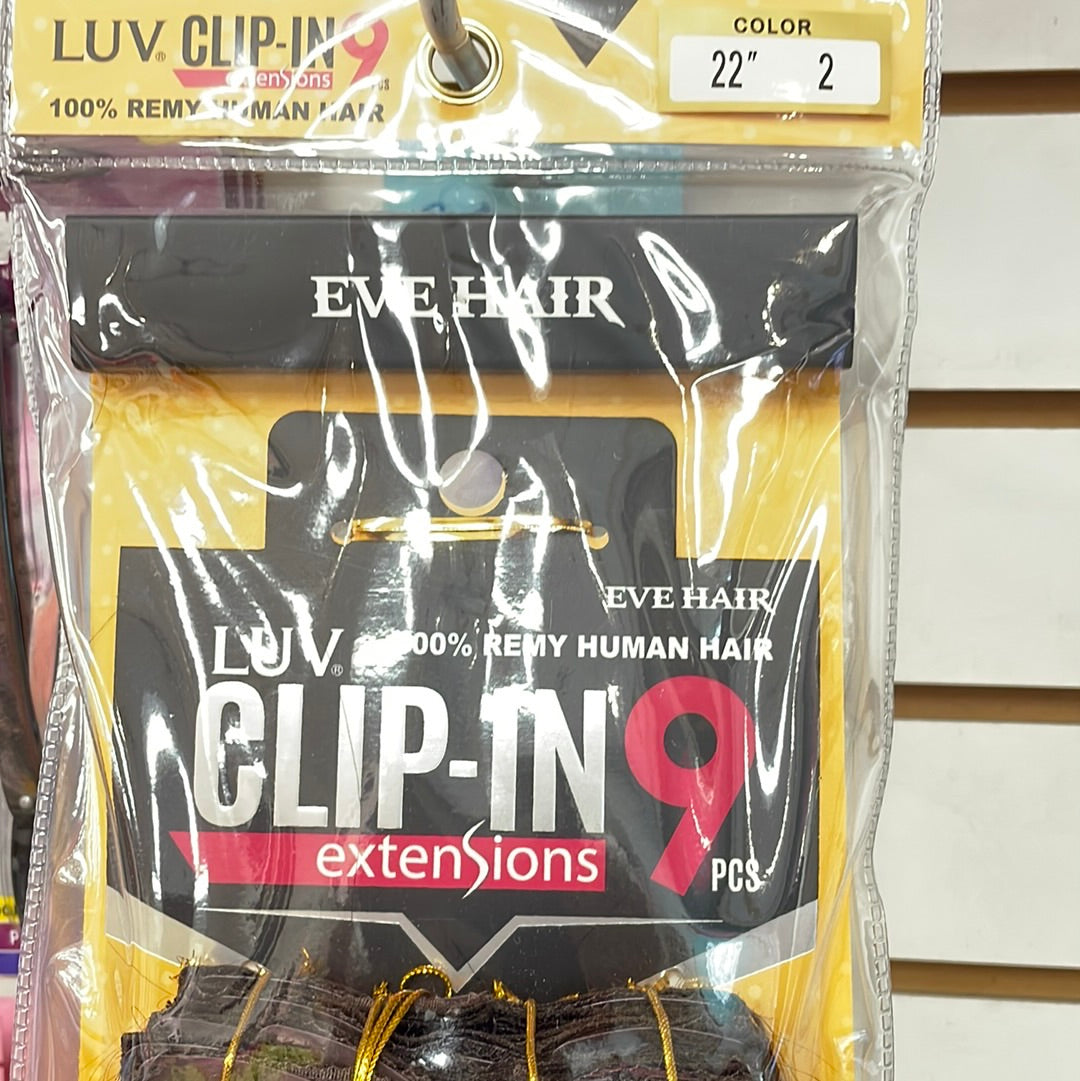 LUV® CLIP-IN 9
extensions PCS
100% REMY HUMAN HAIR
COLOR
22" 2
EVE HAIR
EVE HAIR
LUV® 100% REMY HUMAN HAIR
CLIP-IN 9
extensions PCS